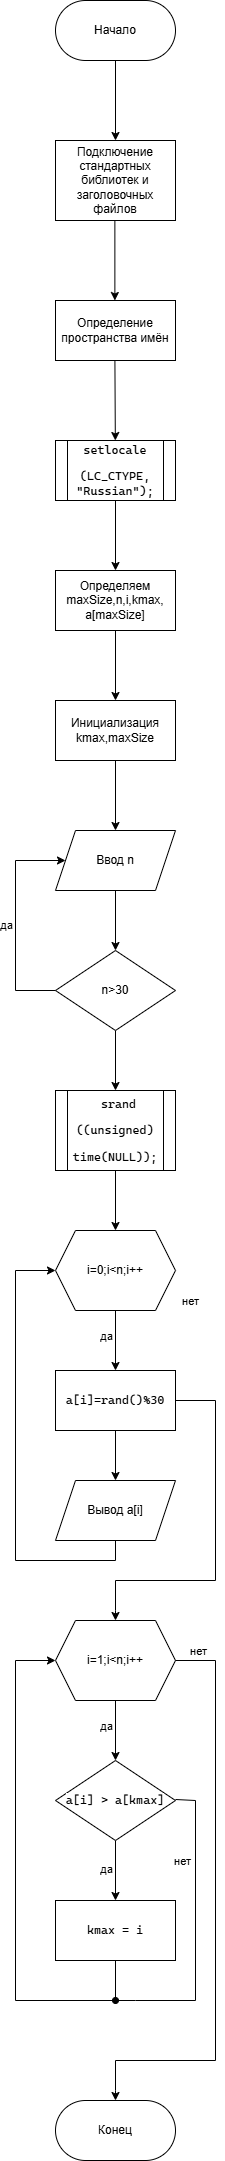 Начало
Подключение
стандартных
библиотек и
заголовочных
файлов
Определение
пространства имён
setlocale
(LC_CTYPE,
"Russian");
Определяем
maxSize,n,i,kmax,
a[maxSize]
Инициализация
kmax,maxSize
Ввод n
да
n>30
srand
((unsigned)
time(NULL));
i=0;i<n;i++
нет
да
a[i]=rand()%30
Вывод a[i]
i=1;i<n;i++
нет
да
a[i] > a[kmax]
нет
да
kmax = i
Конец